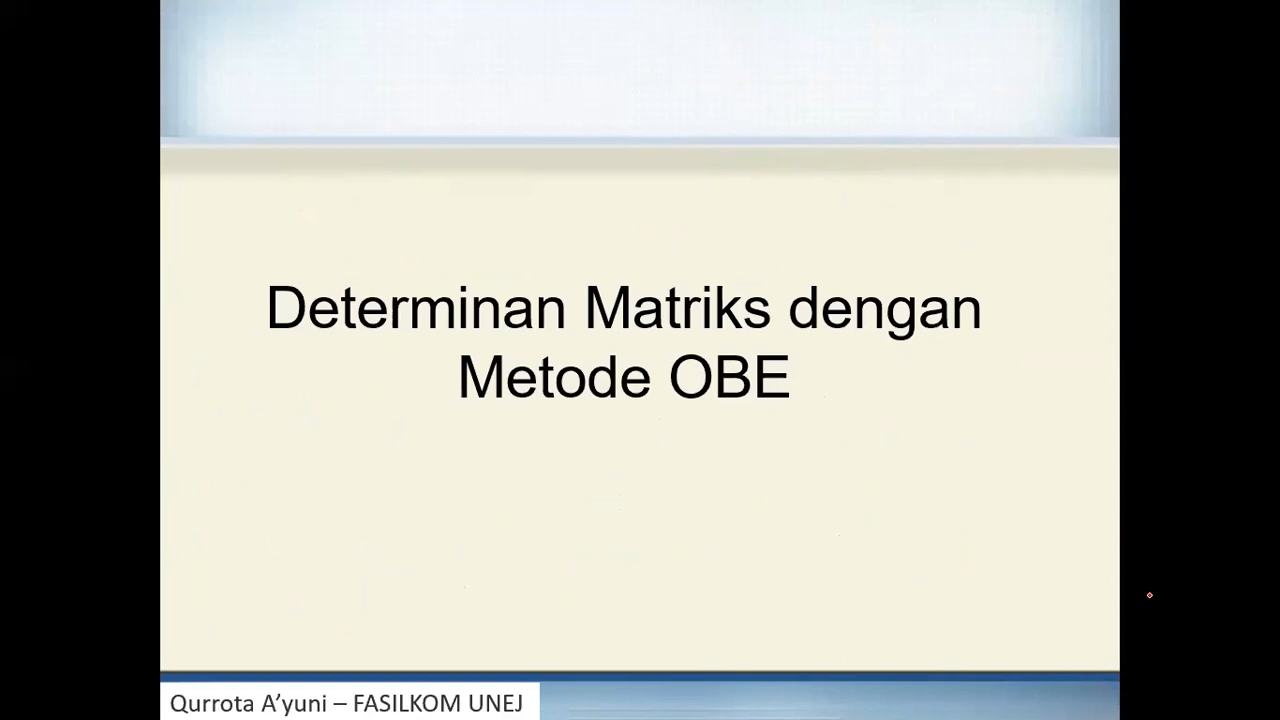 Determinan Matriks dengan
Metode OBE
Qurrota A'yuni – FASILKOM UNEJ